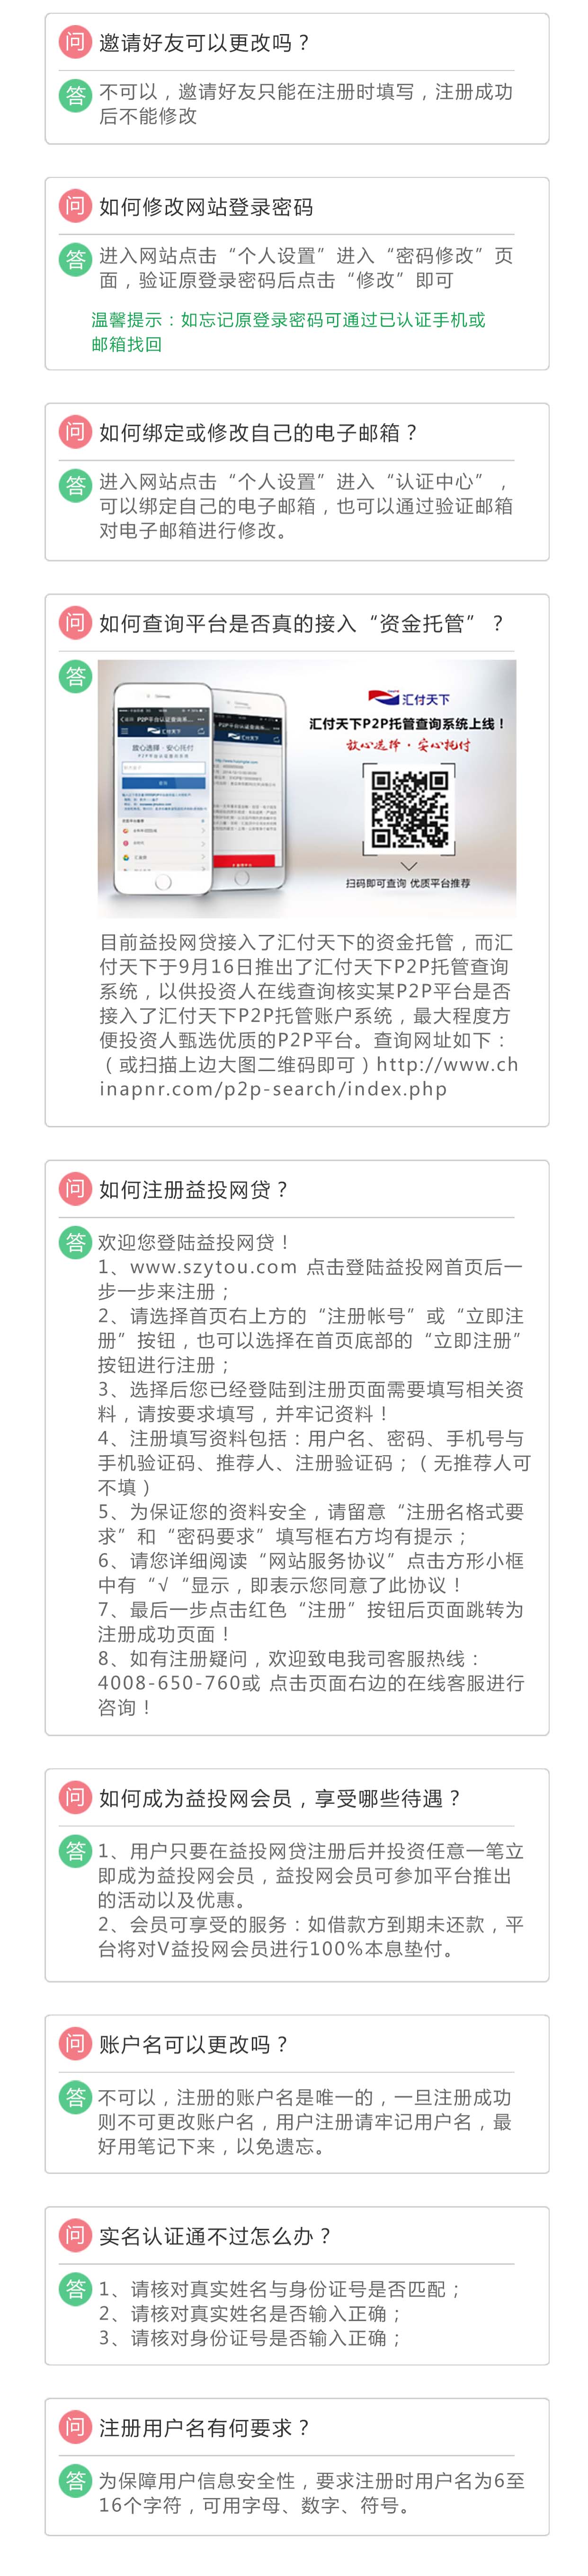 问 邀请好友可以更改吗？
答 不可以，邀请好友只能在注册时填写，注册成功
后不能修改
问 如何修改网站登录密码
答 进入网站点击“个人设置”进入“密码修改”页
面，验证原登录密码后点击“修改”即可
温馨提示：如忘记原登录密码可通过已认证手机或
邮箱找回
问 如何绑定或修改自己的电子邮箱？
答 进入网站点击“个人设置”进入“认证中心”，
可以绑定自己的电子邮箱，也可以通过验证邮箱
对电子邮箱进行修改。
问 如何查询平台是否真的接入“资金托管”？
答
汇付天下
汇付天下P2P托管查询系统上线！
放心选择·安心托付
扫码即可查询 优质平台推荐
汇付天下
放心选择·安心托付
查询
目前益投网贷接入了汇付天下的资金托管，而汇
付天下于9月16日推出了汇付天下P2P托管查询
系统，以供投资人在线查询核实某P2P平台是否
接入了汇付天下P2P托管账户系统，最大程度方
便投资人甄选优质的P2P平台。查询网址如下：
（或扫描上边大图二维码即可）http://www.ch
inapnr.com/p2p-search/index.php
问 如何注册益投网贷？
答 欢迎您登陆益投网贷！
1、www.szytou.com 点击登陆益投网首页后一
步一步来注册；
2、请选择首页右上方的“注册帐号”或“立即注
册”按钮，也可以选择在首页底部的“立即注册”
按钮进行注册；
3、选择后您已经登陆到注册页面需要填写相关资
料，请按要求填写，并牢记资料！
4、注册填写资料包括：用户名、密码、手机号与
手机验证码、推荐人、注册验证码；（无推荐人可
不填）
5、为保证您的资料安全，请留意“注册名格式要
求”和“密码要求”填写框右方均有提示；
6、请您详细阅读“网站服务协议”点击方形小框
中有“√“显示，即表示您同意了此协议！
7、最后一步点击红色“注册”按钮后页面跳转为
注册成功页面！
8、如有注册疑问，欢迎致电我司客服热线：
4008-650-760或 点击页面右边的在线客服进行
咨询！
问 如何成为益投网会员，享受哪些待遇？
答 1、用户只要在益投网贷注册后并投资任意一笔立
即成为益投网会员，益投网会员可参加平台推出
的活动以及优惠。
2、会员可享受的服务：如借款方到期未还款，平
台将对V益投网会员进行100%本息垫付。
问 账户名可以更改吗？
答 不可以，注册的账户名是唯一的，一旦注册成功
则不可更改账户名，用户注册请牢记用户名，最
好用笔记下来，以免遗忘。
问 实名认证通不过怎么办？
答 1、请核对真实姓名与身份证号是否匹配；
2、请核对真实姓名是否输入正确；
3、请核对身份证号是否输入正确；
问 注册用户名有何要求？
答 为保障用户信息安全性，要求注册时用户名为6至
16个字符，可用字母、数字、符号。